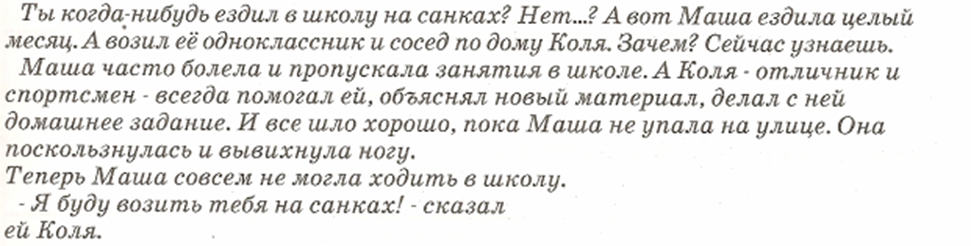 Ты когда-нибудь ездил в школу на санках? Нет...? А вот Маша ездила целый
месяц. А возил её одноклассник и сосед по дому Коля. Зачем? Сейчас узнаешь.
Маша часто болела и пропускала занятия в школе. А Коля - отличник и
спортсмен - всегда помогал ей, объяснял новый материал, делал с ней
домашнее задание. И все шло хорошо, пока Маша не упала на улице. Она
поскользнулась и вывихнула ногу.
Теперь Маша совсем не могла ходить в школу.
- Я буду возить тебя на санках! - сказал
ей Коля.